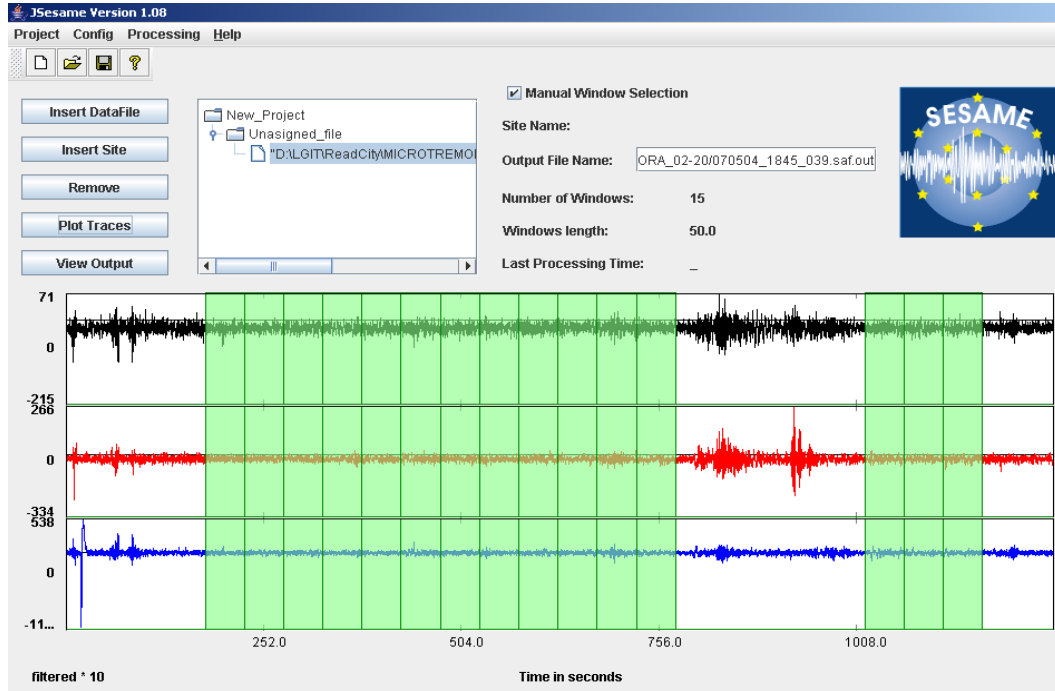 JSesame Version 1.08
Project Config Processing Help
Insert DataFile
Insert Site
Remove
Plot Traces
View Output
New_Project
Unasigned_file
"D:\LGIT\ReadCity\MICROTREMOI
Manual Window Selection
Site Name:
Output File Name: ORA_02-20/070504_1845_039.saf.out
Number of Windows: 15
Windows length: 50.0
Last Processing Time: _
SESAME
71
0
-215
266
0
-334
538
0
-11...
252.0 504.0 756.0 1008.0
filtered * 10 Time in seconds